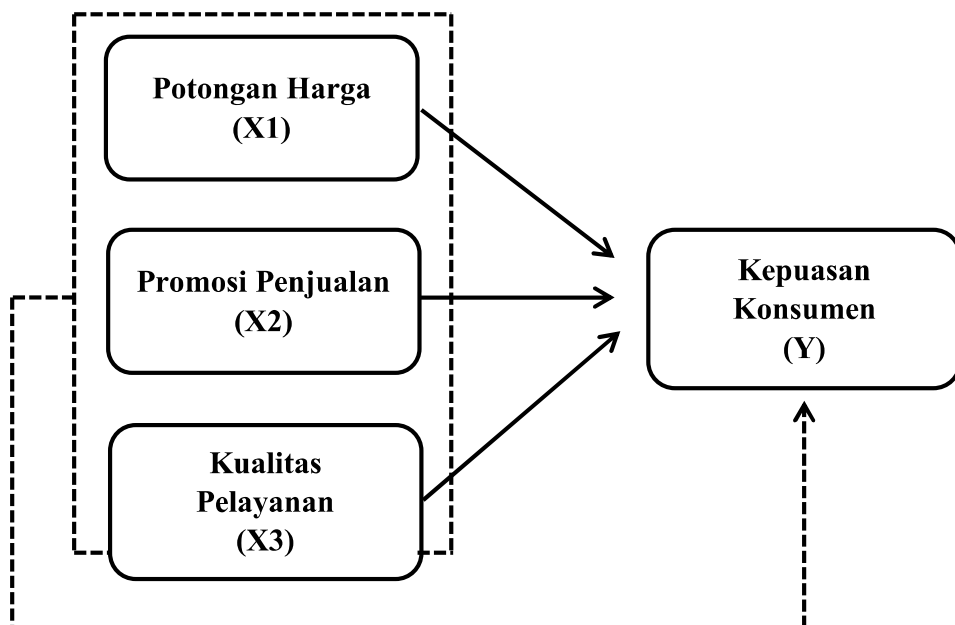 Potongan Harga
(X1)
Promosi Penjualan
(X2)
Kualitas
Pelayanan
(X3)
Kepuasan
Konsumen
(Y)